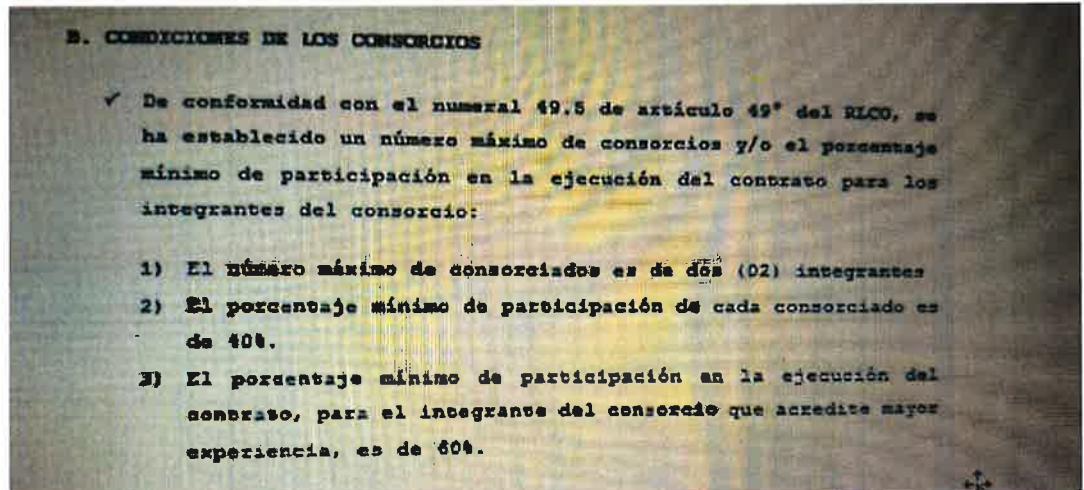 B. CONDICIONES DE LOS CONSORCIOS
✓ De conformidad con el numeral 49.5 de artículo 49° del RLCO, se
ha establecido un número máximo de consorcios y/o el porcentaje
mínimo de participación en la ejecución del contrato para los
integrantes del consorcio:
1) El número máximo de consorciados es de dos (02) integrantes
2) El porcentaje mínimo de participación de cada consorciado es
de 40%.
3) El porcentaje mínimo de participación en la ejecución del
contrato, para el integrante del consorcio que acredite mayor
experiencia, es de 60%.